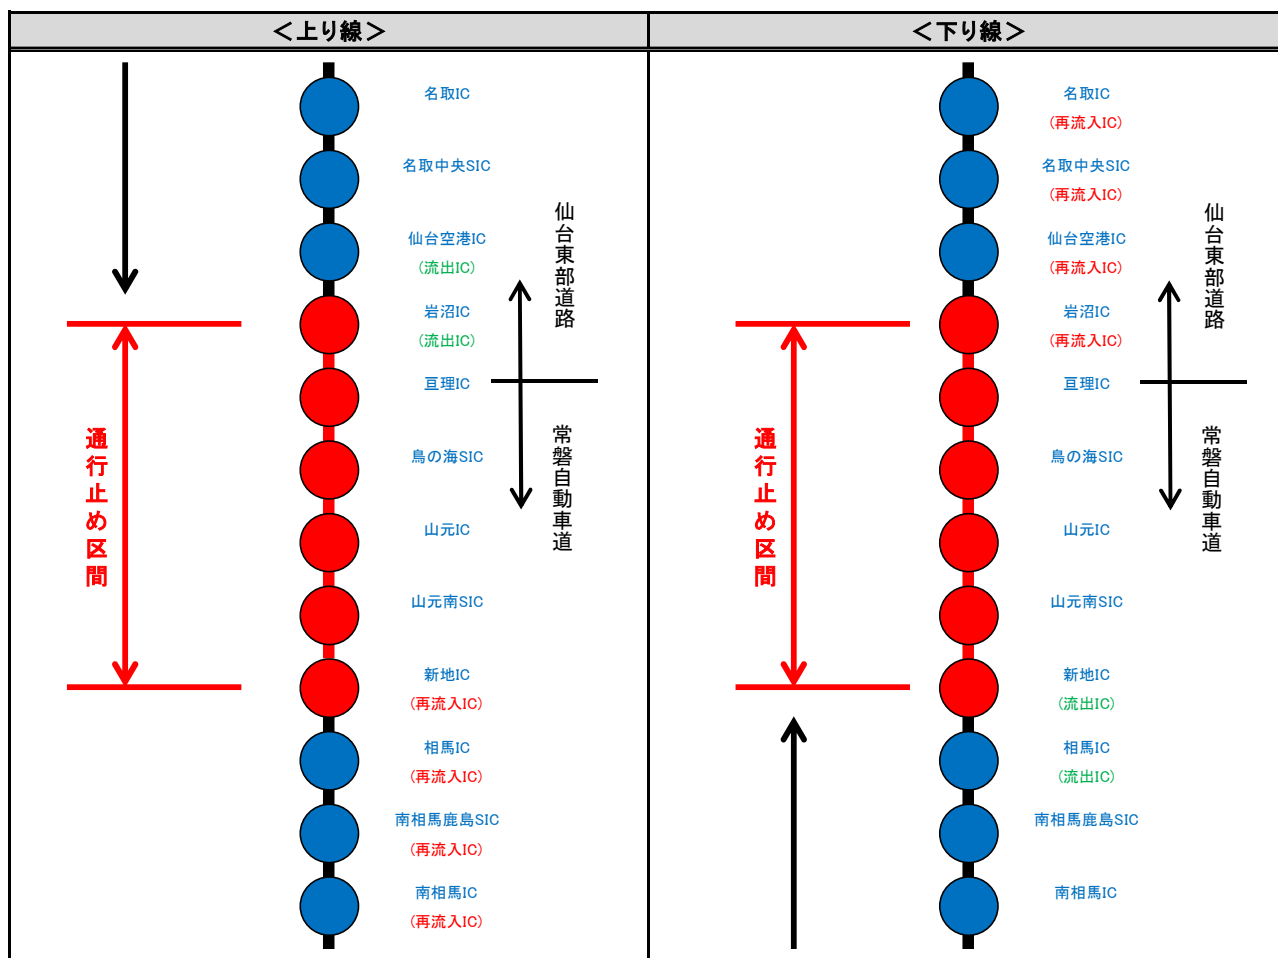 ＜上り線＞
名取IC
名取中央SIC
仙台空港IC
(流出IC)
岩沼IC
(流出IC)
亘理IC
鳥の海SIC
山元IC
山元南SIC
新地IC
(再流入IC)
相馬IC
(再流入IC)
南相馬鹿島SIC
(再流入IC)
南相馬IC
(再流入IC)
通行止め区間
仙台東部道路
常磐自動車道
＜下り線＞
名取IC
(再流入IC)
名取中央SIC
(再流入IC)
仙台空港IC
(再流入IC)
岩沼IC
(再流入IC)
亘理IC
鳥の海SIC
山元IC
山元南SIC
新地IC
(流出IC)
相馬IC
(流出IC)
南相馬鹿島SIC
南相馬IC
通行止め区間
仙台東部道路
常磐自動車道